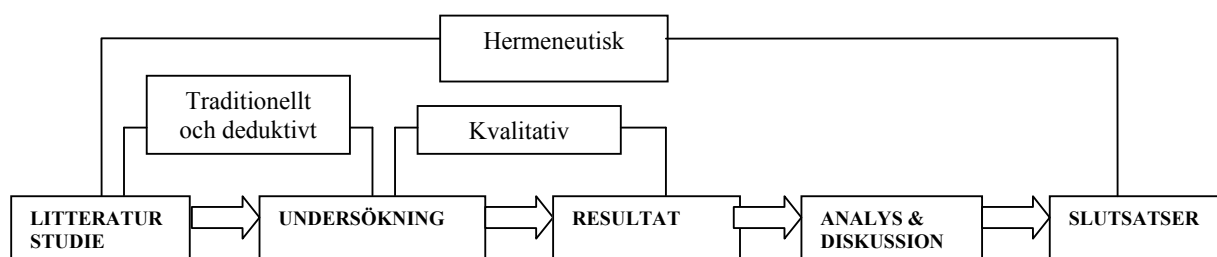 Hermeneutisk
Traditionellt
och deduktivt
Kvalitativ
LITTERATUR
STUDIE
UNDERSÖKNING
RESULTAT
ANALYS &
DISKUSSION
SLUTSATSER